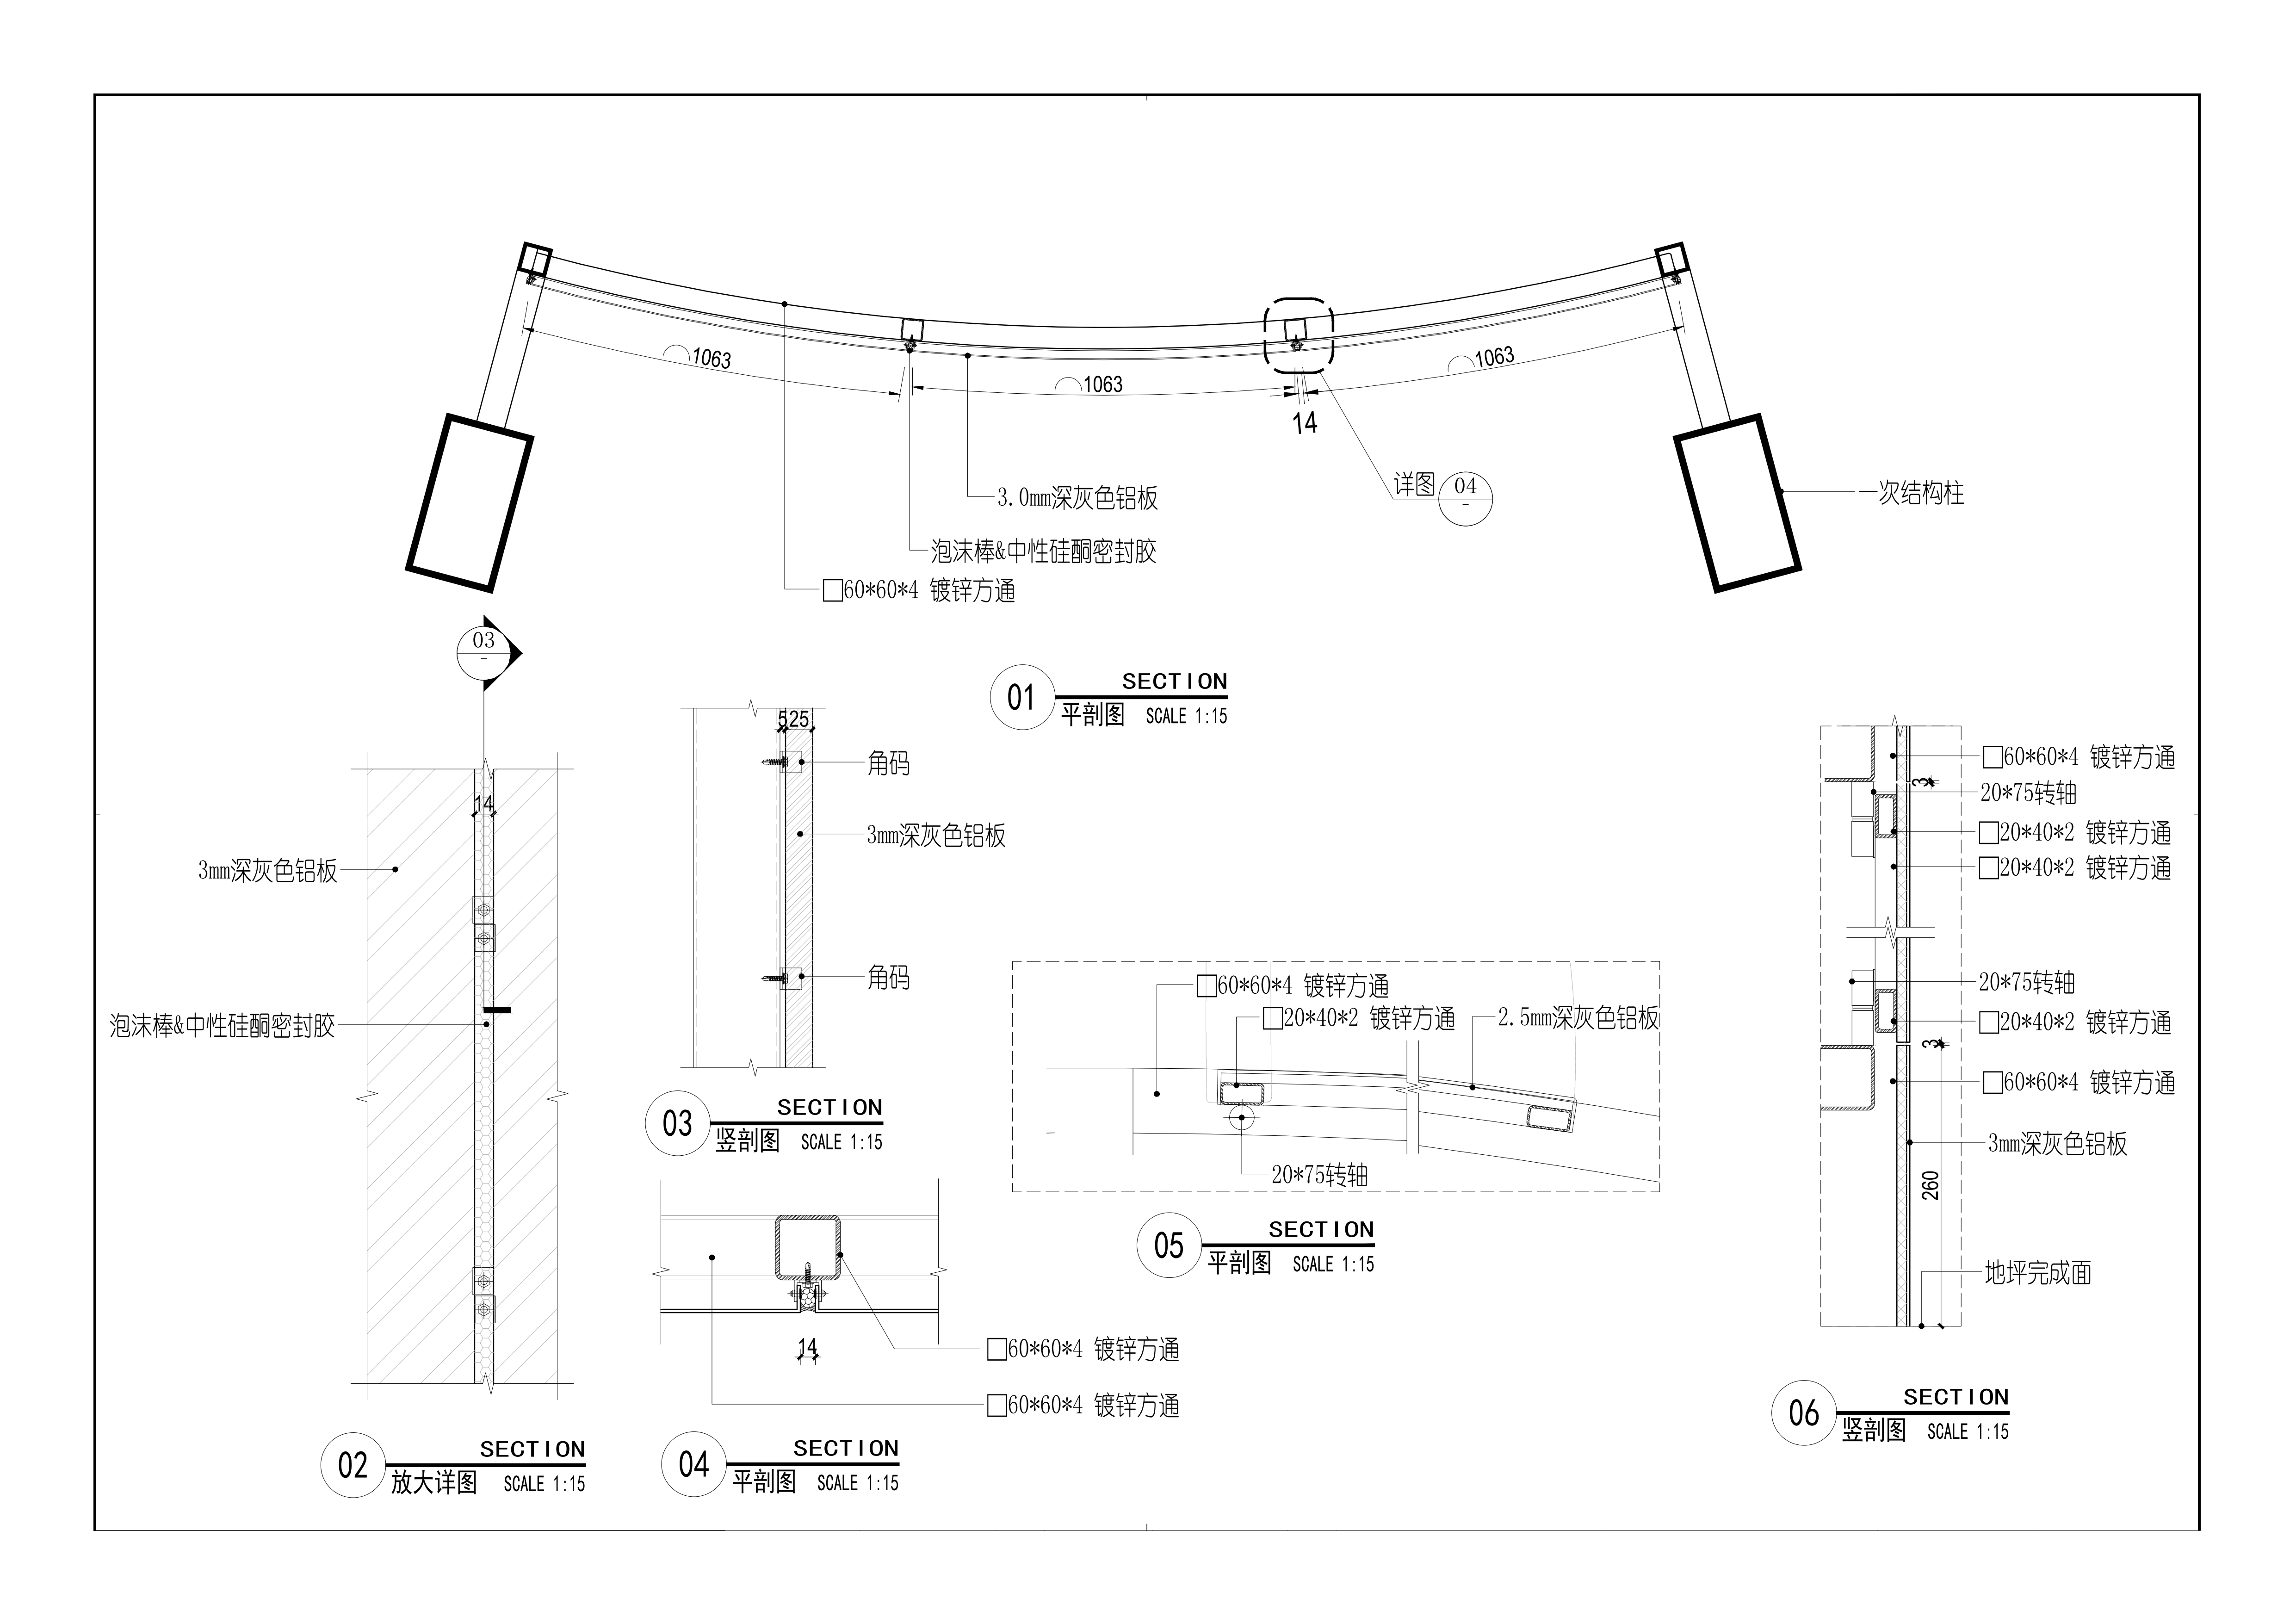 1063
1063
1063
14
3.0mm深灰色铝板
详图
04
-
一次结构柱
泡沫棒&中性硅酮密封胶
□60*60*4 镀锌方通
03
-
01
SECTION
平剖图 SCALE 1:15
14
3mm深灰色铝板
泡沫棒&中性硅酮密封胶
02
SECTION
放大详图 SCALE 1:15
5 25
角码
3mm深灰色铝板
角码
03
SECTION
竖剖图 SCALE 1:15
14
□60*60*4 镀锌方通
□60*60*4 镀锌方通
04
SECTION
平剖图 SCALE 1:15
□60*60*4 镀锌方通
□20*40*2 镀锌方通
2.5mm深灰色铝板
20*75转轴
05
SECTION
平剖图 SCALE 1:15
□60*60*4 镀锌方通
3
20*75转轴
□20*40*2 镀锌方通
□20*40*2 镀锌方通
20*75转轴
□20*40*2 镀锌方通
3
□60*60*4 镀锌方通
3mm深灰色铝板
260
地坪完成面
06
SECTION
竖剖图 SCALE 1:15